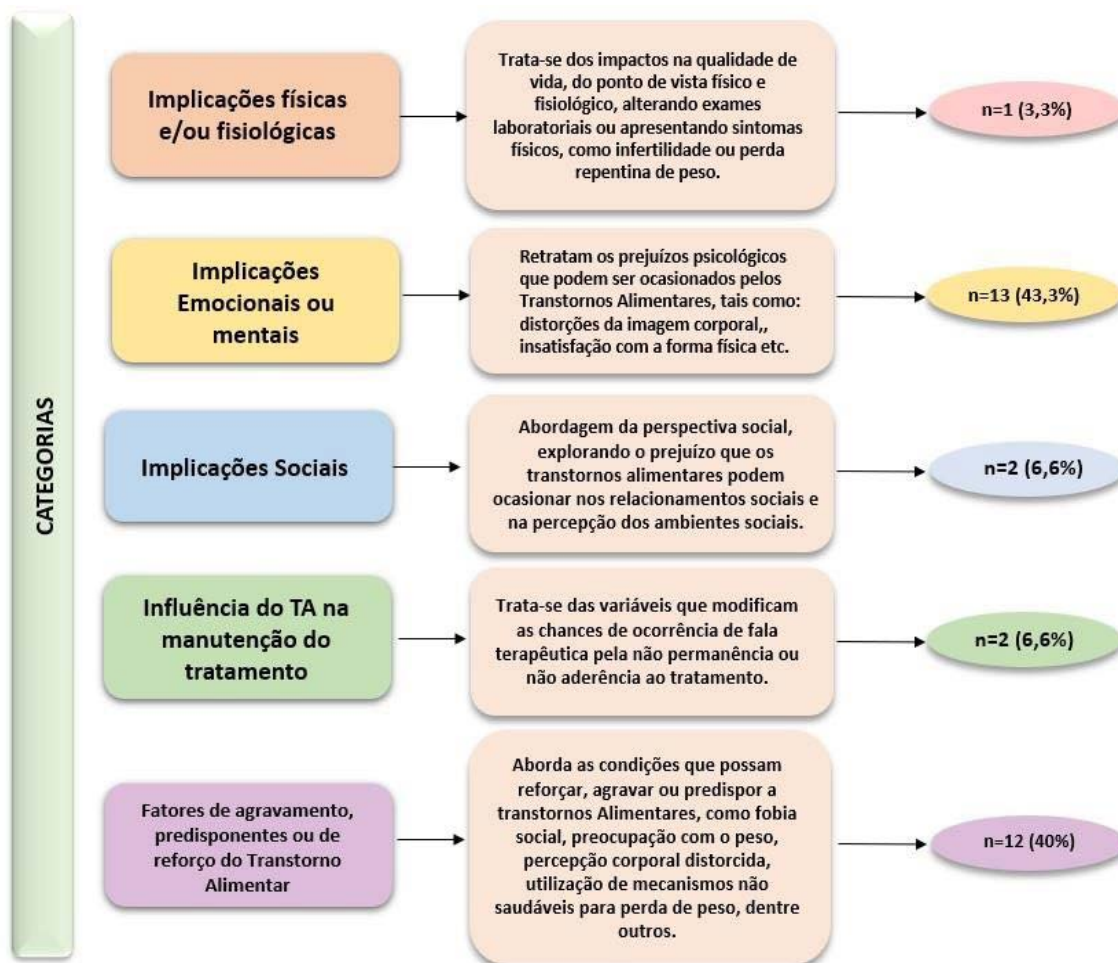 CATEGORIAS
Implicações físicas
e/ou fisiológicas
Trata-se dos impactos na qualidade de
vida, do ponto de vista físico e
fisiológico, alterando exames
laboratoriais ou apresentando sintomas
físicos, como infertilidade ou perda
repentina de peso.
n=1 (3,3%)
Implicações
Emocionais ou
mentais
Retratam os prejuízos psicológicos
que podem ser ocasionados pelos
Transtornos Alimentares, tais como:
distorções da imagem corporal,,
insatisfação com a forma física etc.
n=13 (43,3%)
Implicações Sociais
Abordagem da perspectiva social,
explorando o prejuízo que os
transtornos alimentares podem
ocasionar nos relacionamentos sociais e
na percepção dos ambientes sociais.
n=2 (6,6%)
Influência do TA na
manutenção do
tratamento
Trata-se das variáveis que modificam
as chances de ocorrência de fala
terapêutica pela não permanência ou
não aderência ao tratamento.
n=2 (6,6%)
Fatores de agravamento,
predisponentes ou de
reforço do Transtorno
Alimentar
Aborda as condições que possam
reforçar, agravar ou predispor a
transtornos Alimentares, como fobia
social, preocupação com o peso,
percepção corporal distorcida,
utilização de mecanismos não
saudáveis para perda de peso, dentre
outros.
n=12 (40%)